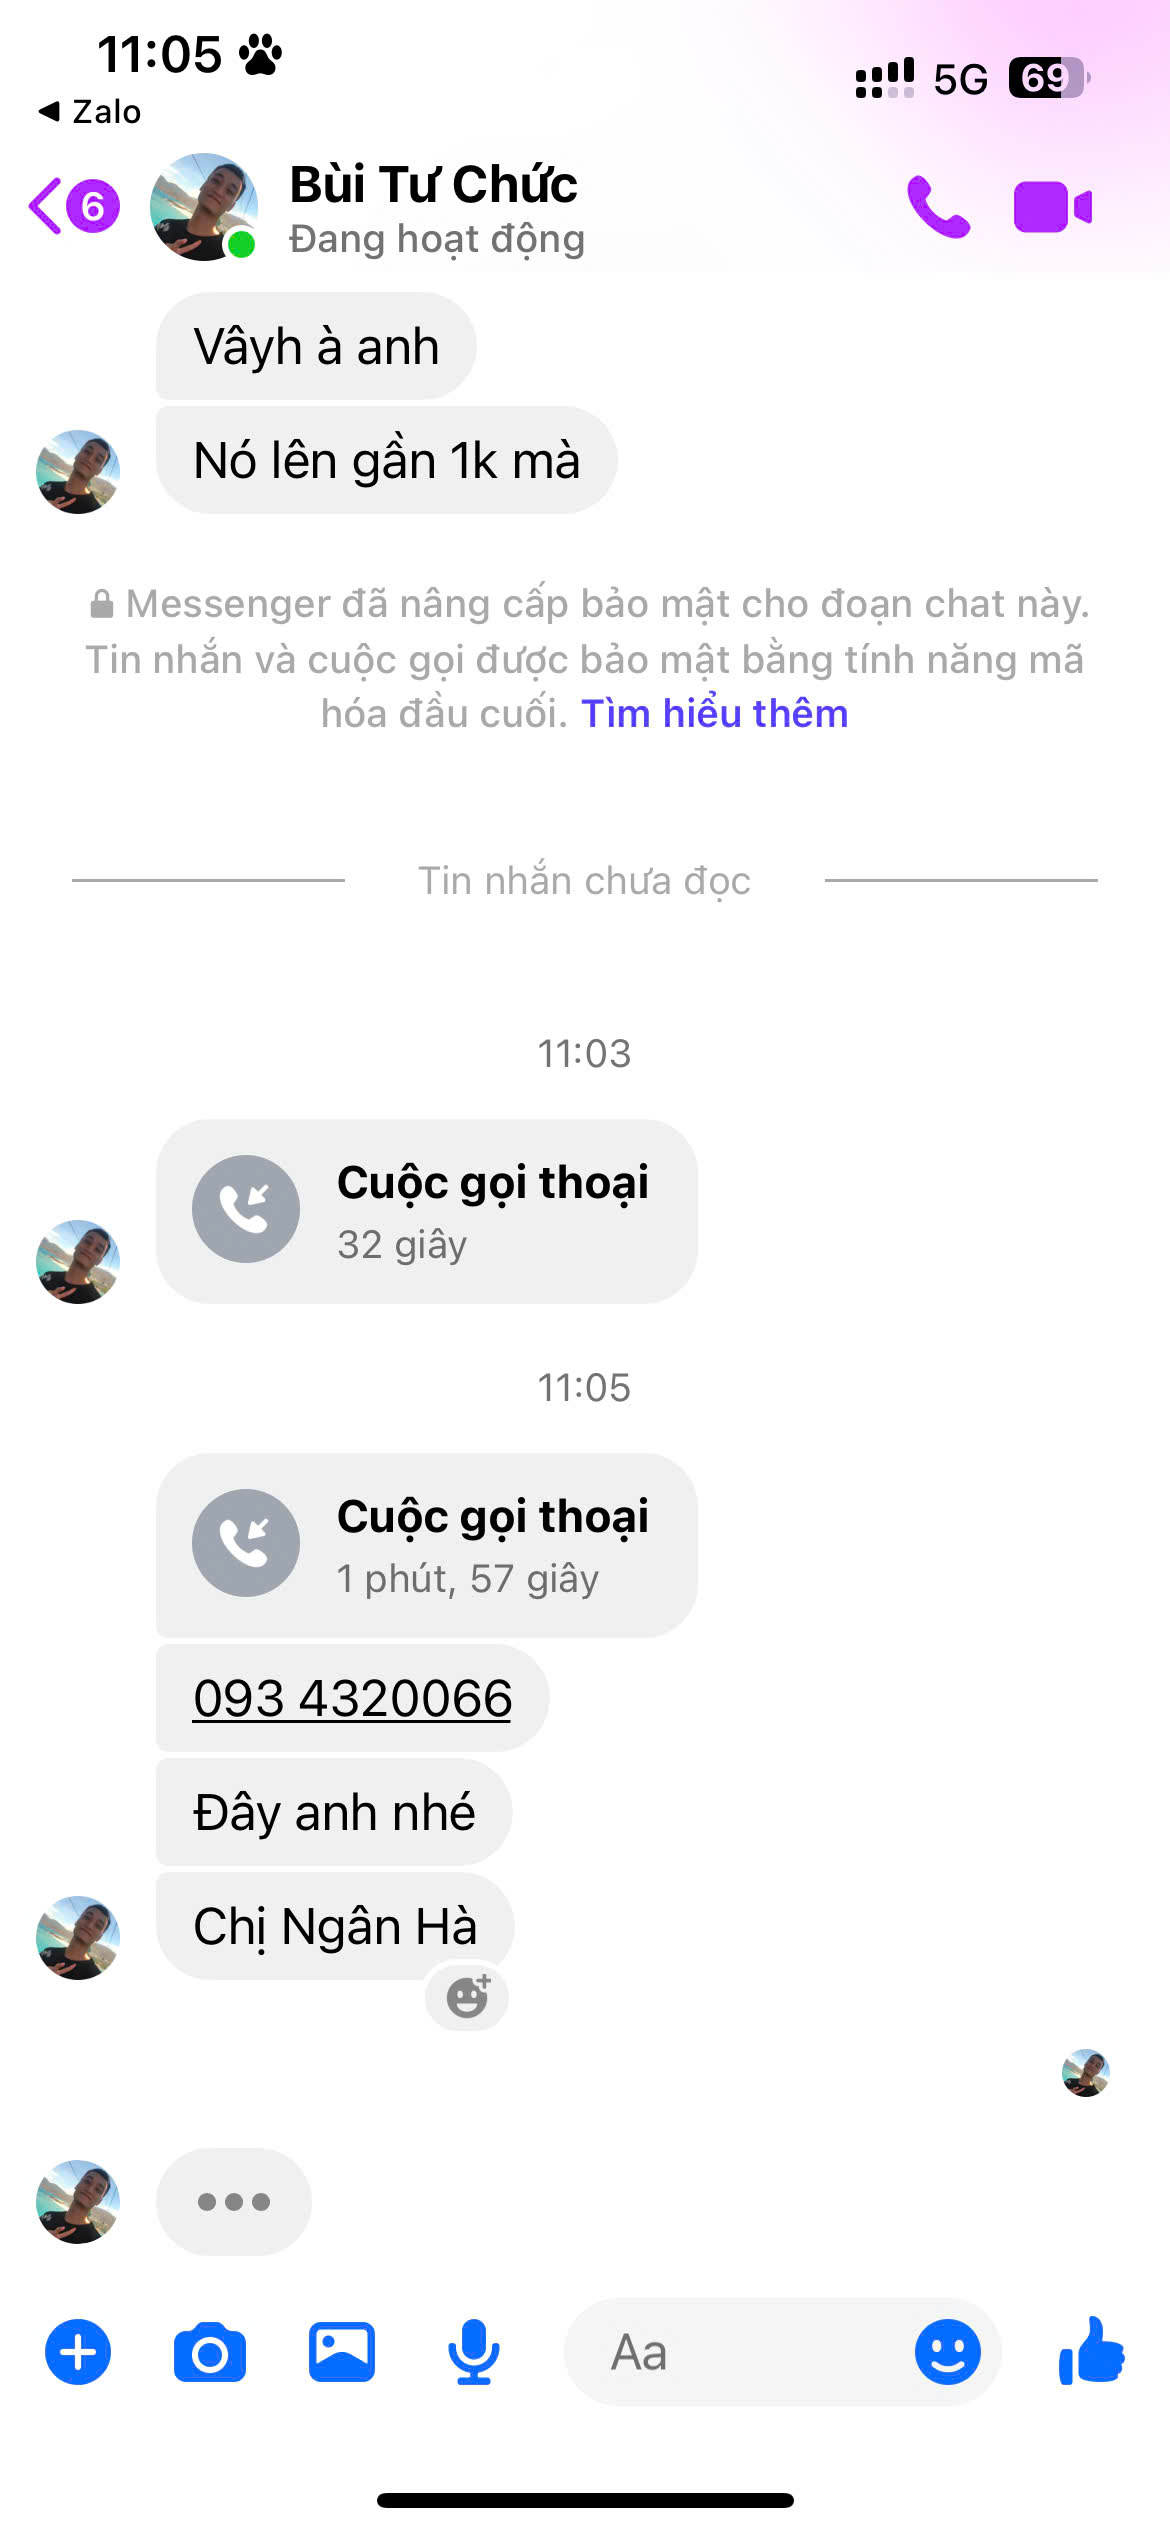 11:05
5G
69
Zalo
6
Bùi Tư Chức
Đang hoạt động
Vâyh à anh
Nó lên gần 1k mà
Messenger đã nâng cấp bảo mật cho đoạn chat này.
Tin nhắn và cuộc gọi được bảo mật bằng tính năng mã
hóa đầu cuối. Tìm hiểu thêm
Tin nhắn chưa đọc
11:03
Cuộc gọi thoại
32 giây
11:05
Cuộc gọi thoại
1 phút, 57 giây
093 4320066
Đây anh nhé
Chị Ngân Hà
Aa